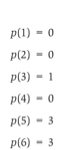 p(1) = 0
p(2) = 0
p(3) = 1
p(4) = 0
p(5) = 3
p(6) = 3